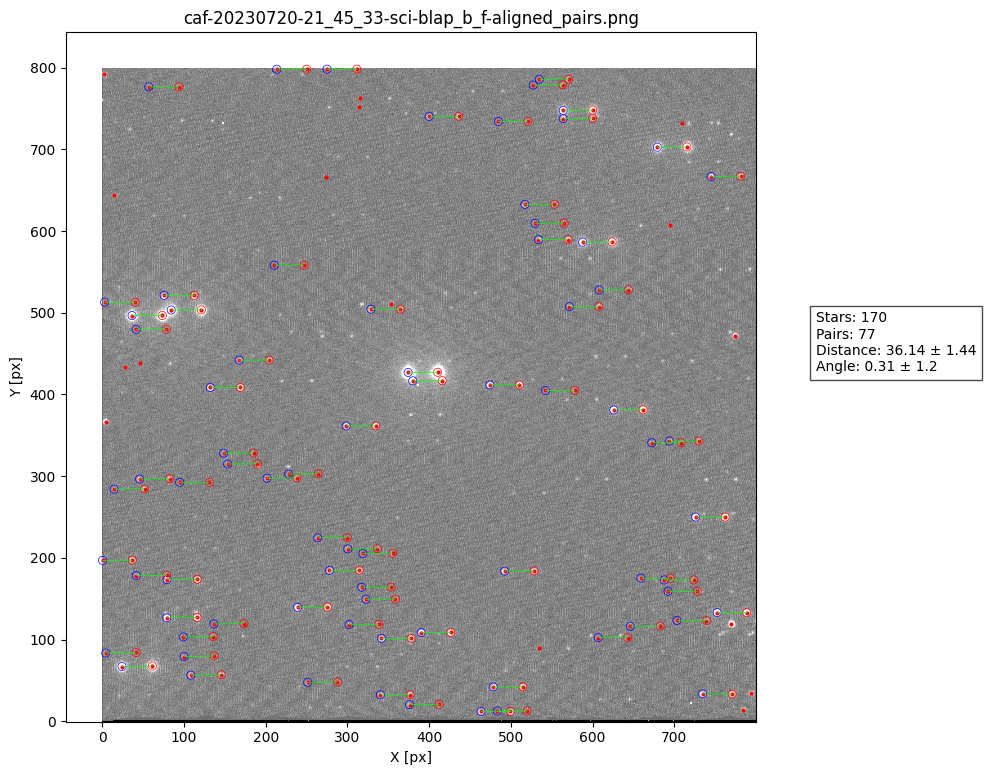 caf-20230720-21_45_33-sci-blap_b_f-aligned_pairs.png
800
700
600
500
400
300
200
100
0
Y [px]
0 100 200 300 400 500 600 700
X [px]
Stars: 170
Pairs: 77
Distance: 36.14 ± 1.44
Angle: 0.31 ± 1.2